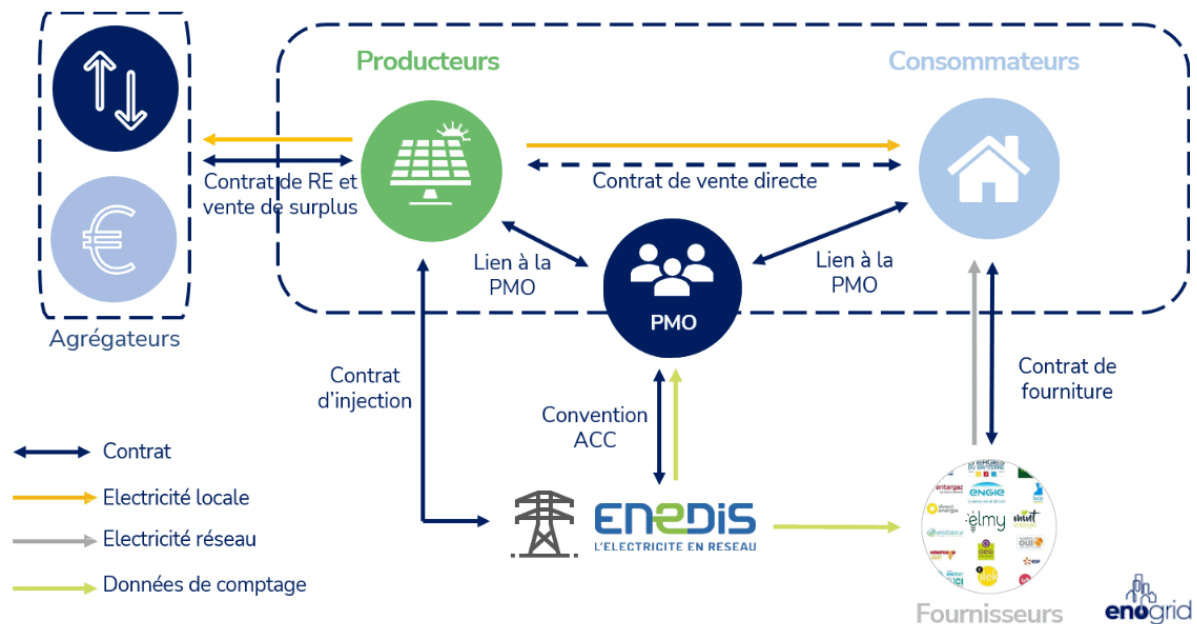 Producteurs
Consommateurs
Contrat de RE et
vente de surplus
Contrat de vente directe
€
Lien à la
PMO
Lien à la
PMO
PMO
Agrégateurs
Contrat
d'injection
Convention
ACC
Contrat de
fourniture
Contrat
Electricité locale
Electricité réseau
Données de comptage
ENEDIS
L'ELECTRICITE EN RESEAU
ENGIE
elmy
mint
Fournisseurs
enogrid